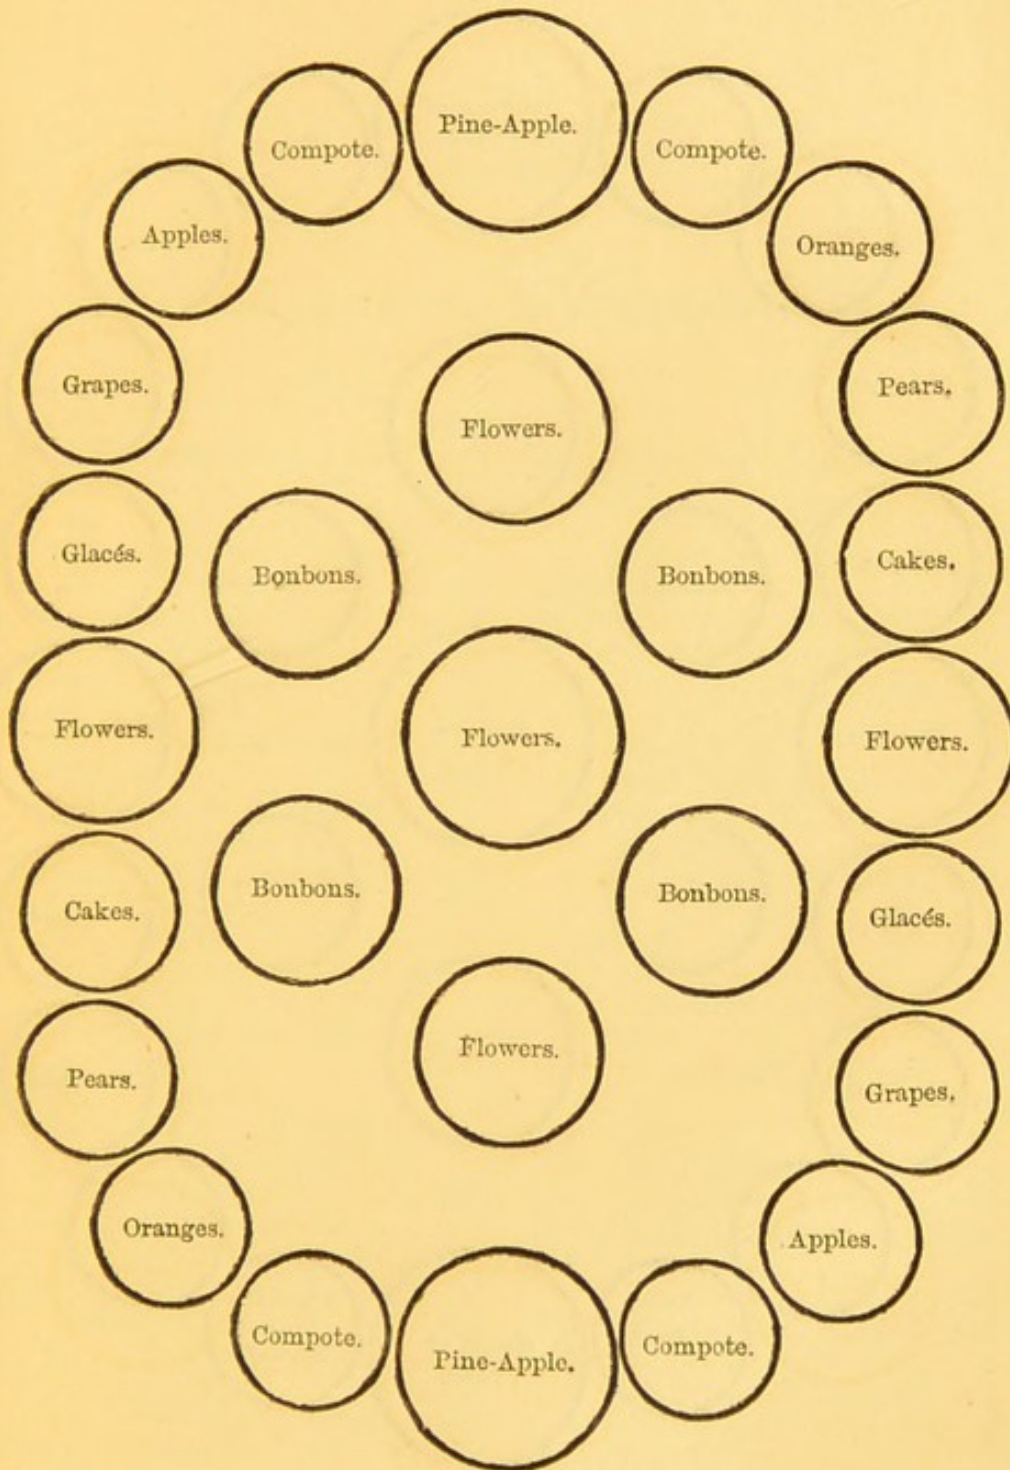 Pine-Apple.
Compote.
Compote.
Apples.
Oranges.
Grapes.
Pears.
Flowers.
Glacés.
Bonbons.
Bonbons.
Cakes.
Flowers.
Flowers.
Flowers.
Cakes.
Bonbons.
Bonbons.
Glacés.
Flowers.
Pears.
Grapes.
Oranges.
Apples.
Compote.
Pine-Apple.
Compote.